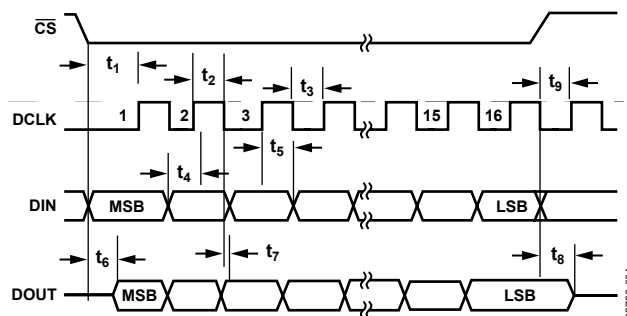 CS
t1 t2 t3 t9
DCLK 1 2 3 15 16
t4 t5
DIN MSB LSB
t6 t7 t8
DOUT MSB LSB